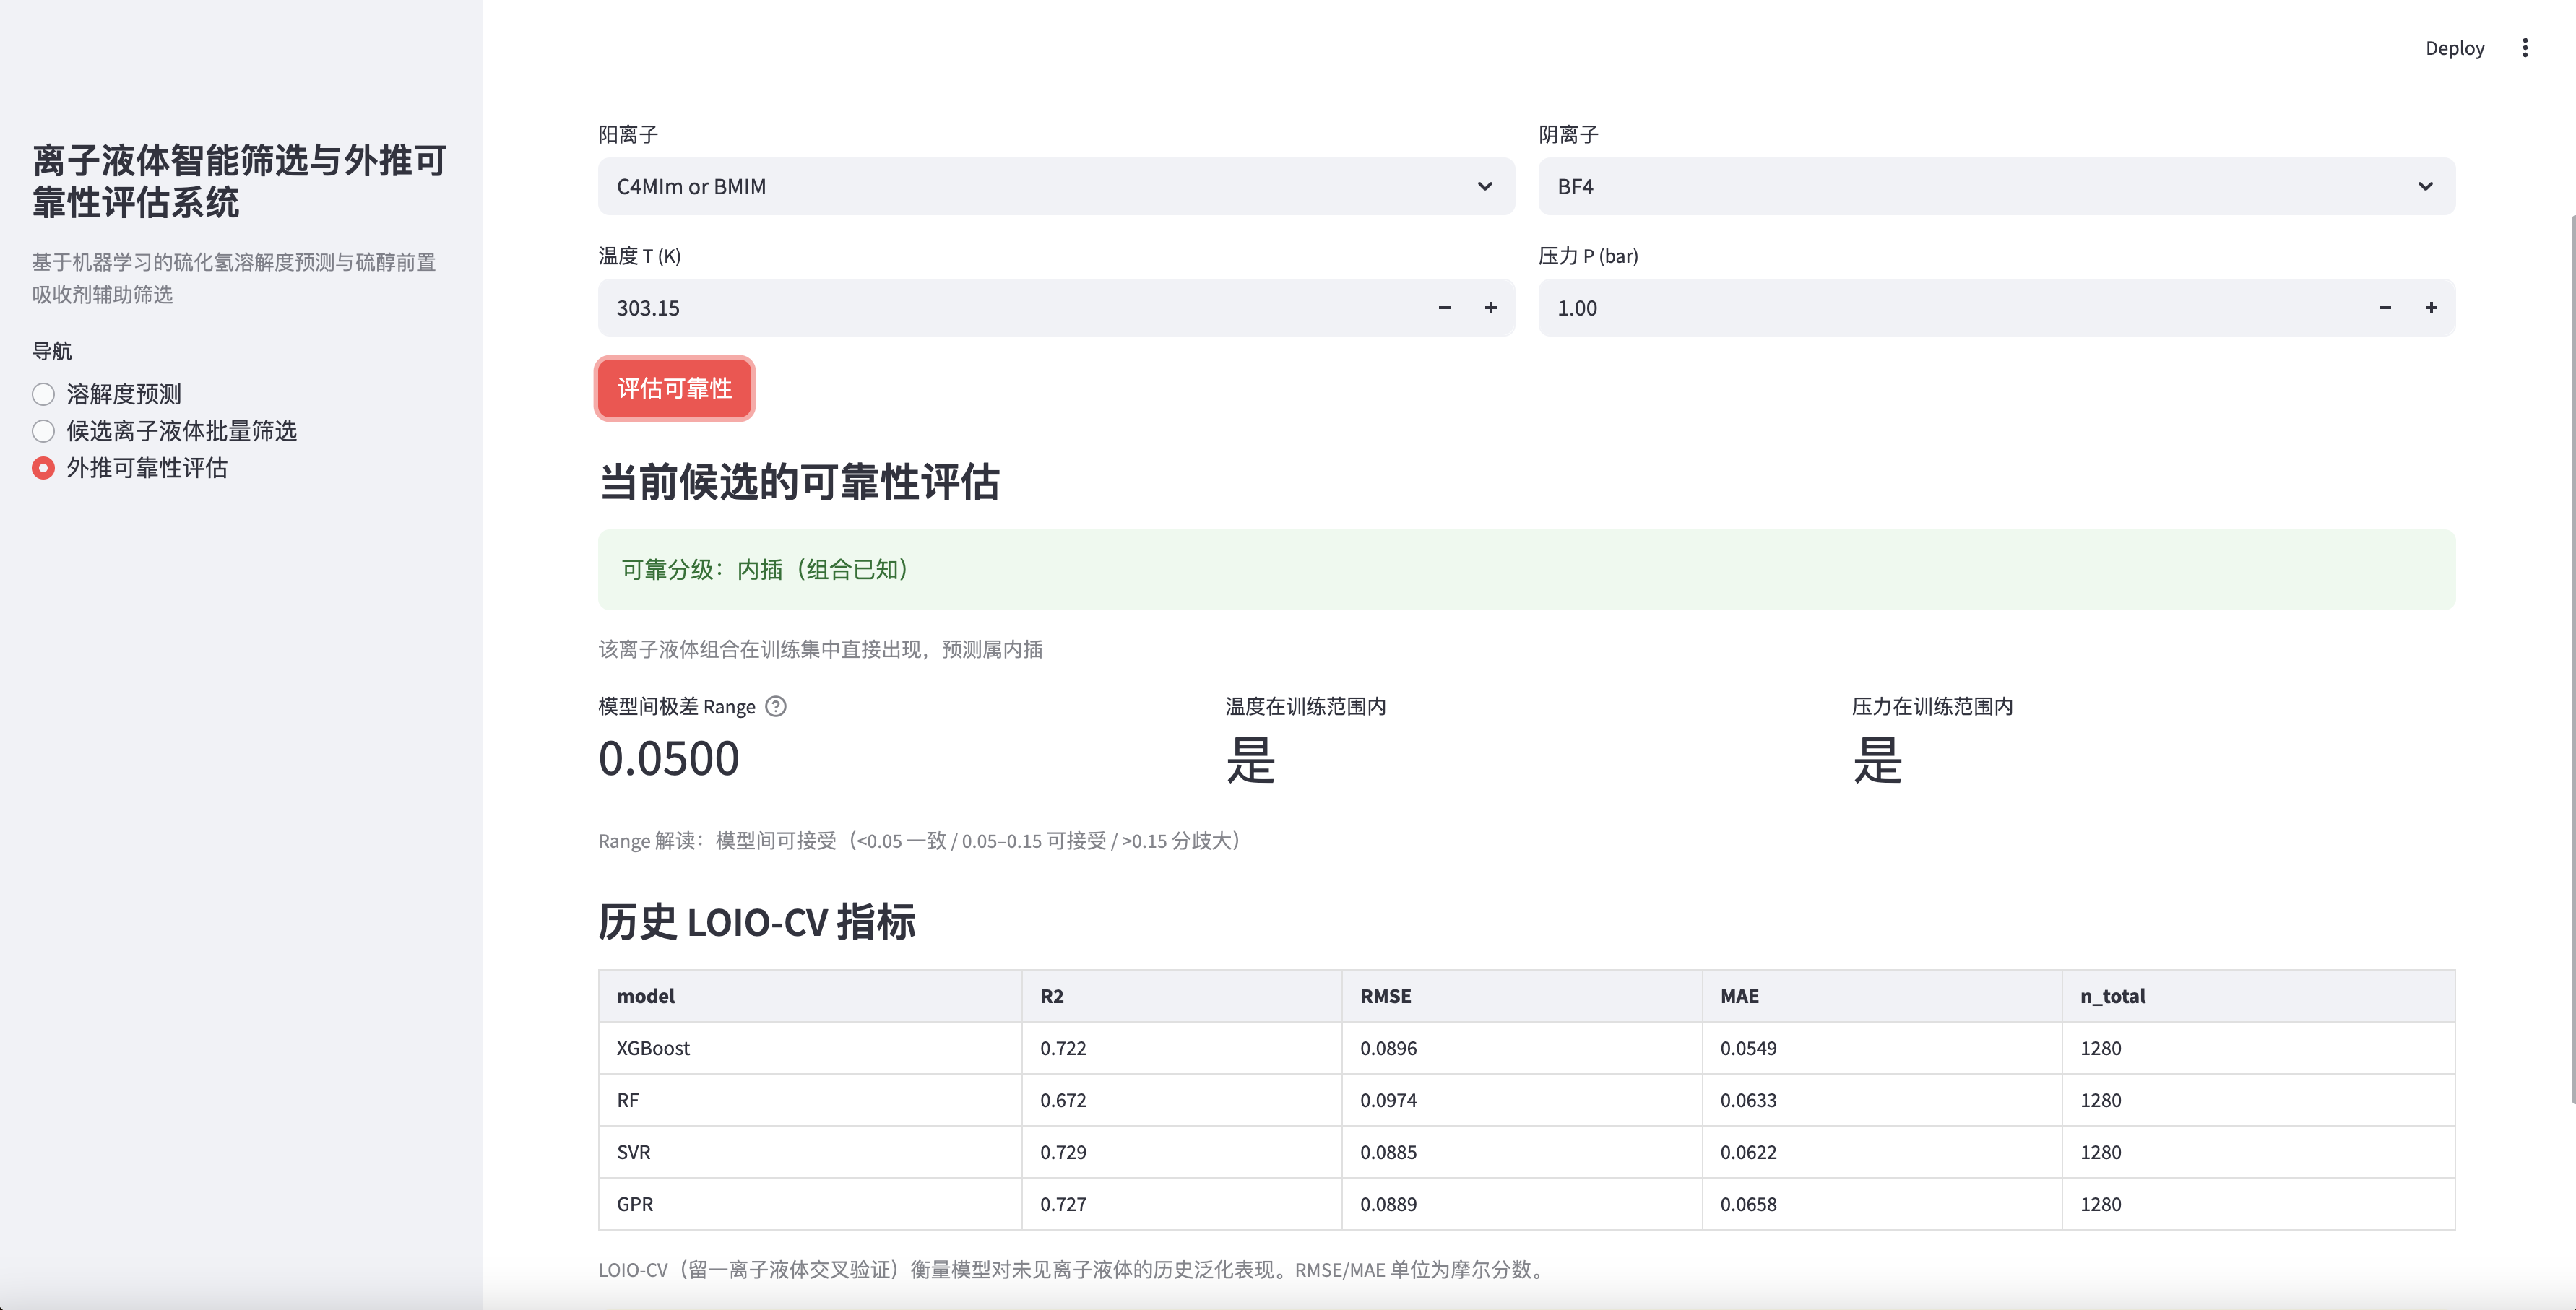 Deploy
离子液体智能筛选与外推可
靠性评估系统
基于机器学习的硫化氢溶解度预测与硫醇前置
吸收剂辅助筛选
导航
溶解度预测
候选离子液体批量筛选
外推可靠性评估
阳离子
阴离子
C4MIm or BMIM
BF4
温度 T (K)
压力 P (bar)
303.15
1.00
评估可靠性
当前候选的可靠性评估
可靠分级：内插（组合已知）
该离子液体组合在训练集中直接出现，预测属内插
模型间极差 Range
温度在训练范围内
压力在训练范围内
0.0500
是
是
Range 解读：模型间可接受（<0.05 一致 / 0.05–0.15 可接受 / >0.15 分歧大）
历史 LOIO-CV 指标
model R2 RMSE MAE n_total
XGBoost 0.722 0.0896 0.0549 1280
RF 0.672 0.0974 0.0633 1280
SVR 0.729 0.0885 0.0622 1280
GPR 0.727 0.0889 0.0658 1280
LOIO-CV（留一离子液体交叉验证）衡量模型对未见离子液体的历史泛化表现。RMSE/MAE 单位为摩尔分数。